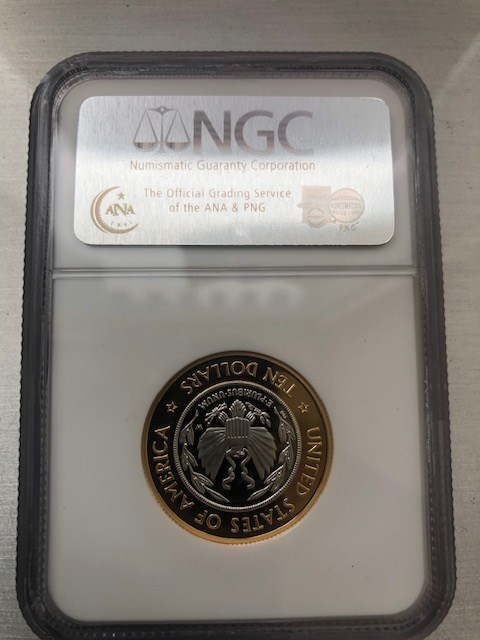 NGC
Numismatic Guaranty Corporation
The Official Grading Service
of the ANA & PNG
ANA
PNG
UNITED STATES OF AMERICA
TEN DOLLARS
E·PLURIBUS·UNUM